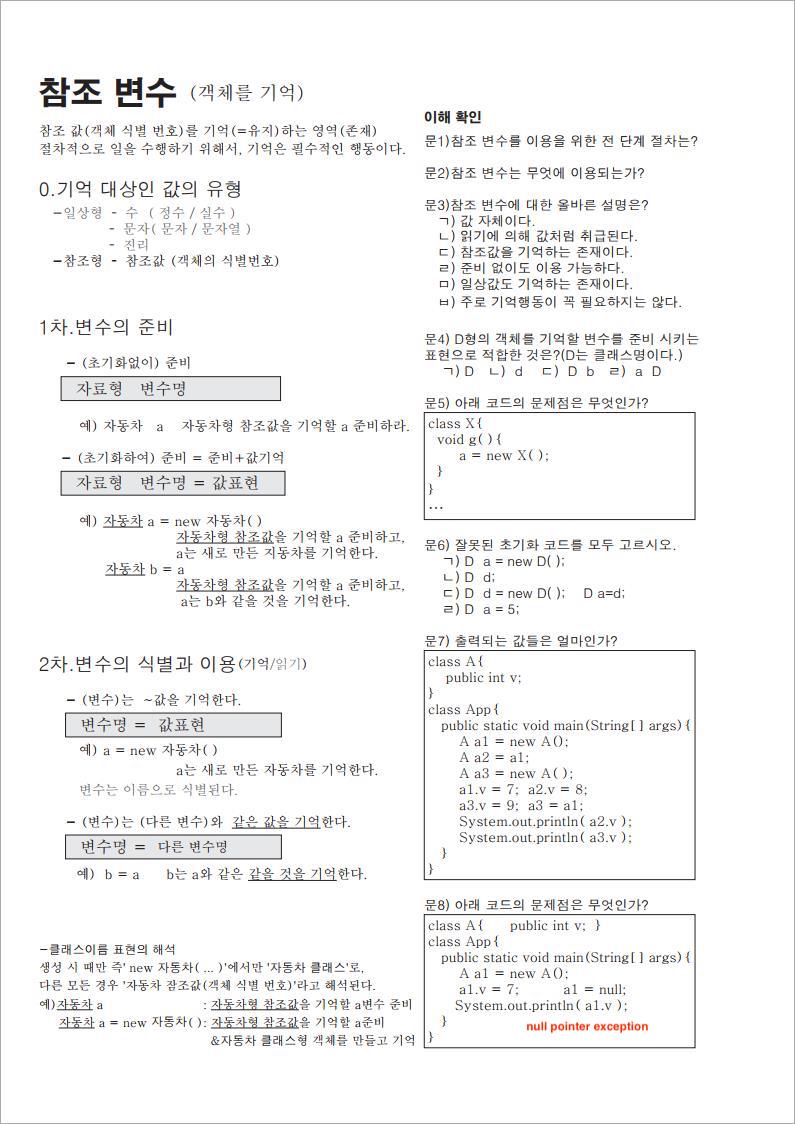 참조 변수 (객체를 기억)
참조 값(객체 식별 번호)를 기억(=유지)하는 영역(존재)
절차적으로 일을 수행하기 위해서, 기억은 필수적인 행동이다.
0.기억 대상인 값의 유형
-일상형 - 수 ( 정수 / 실수 )
- 문자( 문자 / 문자열 )
- 진리
-참조형 - 참조값 (객체의 식별번호)
1차.변수의 준비
- (초기화없이) 준비
자료형 변수명
예) 자동차 a 자동차형 참조값을 기억할 a 준비하라.
- (초기화하여) 준비 = 준비+값기억
자료형 변수명 = 값표현
예) 자동차 a = new 자동차( )
자동차형 참조값을 기억할 a 준비하고,
a는 새로 만든 지동차를 기억한다.
자동차 b = a
자동차형 참조값을 기억할 a 준비하고,
a는 b와 같을 것을 기억한다.
2차.변수의 식별과 이용(기억/읽기)
- (변수)는 ~값을 기억한다.
변수명 = 값표현
예) a = new 자동차( )
a는 새로 만든 자동차를 기억한다.
변수는 이름으로 식별된다.
- (변수)는 (다른 변수)와 같은 값을 기억한다.
변수명 = 다른 변수명
예) b = a b는 a와 같은 같을 것을 기억한다.
-클래스이름 표현의 해석
생성 시 때만 즉' new 자동차( ... )'에서만 '자동차 클래스'로,
다른 모든 경우 '자동차 잠조값(객체 식별 번호)'라고 해석된다.
예)자동차 a : 자동차형 참조값을 기억할 a변수 준비
자동차 a = new 자동차( ): 자동차형 참조값을 기억할 a준비
&자동차 클래스형 객체를 만들고 기억
이해 확인
문1)참조 변수를 이용을 위한 전 단계 절차는?
문2)참조 변수는 무엇에 이용되는가?
문3)참조 변수에 대한 올바른 설명은?
ㄱ) 값 자체이다.
ㄴ) 읽기에 의해 값처럼 취급된다.
ㄷ) 참조값을 기억하는 존재이다.
ㄹ) 준비 없이도 이용 가능하다.
ㅁ) 일상값도 기억하는 존재이다.
ㅂ) 주로 기억행동이 꼭 필요하지는 않다.
문4) D형의 객체를 기억할 변수를 준비 시키는
표현으로 적합한 것은?(D는 클래스명이다.)
ㄱ) D ㄴ) d ㄷ) D b ㄹ) a D
문5) 아래 코드의 문제점은 무엇인가?
class X {
void g( ) {
a = new X( );
}
}
...
문6) 잘못된 초기화 코드를 모두 고르시오.
ㄱ) D a = new D( );
ㄴ) D d;
ㄷ) D d = new D( ); D a=d;
ㄹ) D a = 5;
문7) 출력되는 값들은 얼마인가?
class A {
public int v;
}
class App {
public static void main(String[ ] args) {
A a1 = new A();
A a2 = a1;
A a3 = new A( );
a1.v = 7; a2.v = 8;
a3.v = 9; a3 = a1;
System.out.println( a2.v );
System.out.println( a3.v );
}
}
문8) 아래 코드의 문제점은 무엇인가?
class A { public int v; }
class App {
public static void main(String[ ] args) {
A a1 = new A();
a1.v = 7; a1 = null;
System.out.println( a1.v );
}
null pointer exception
}